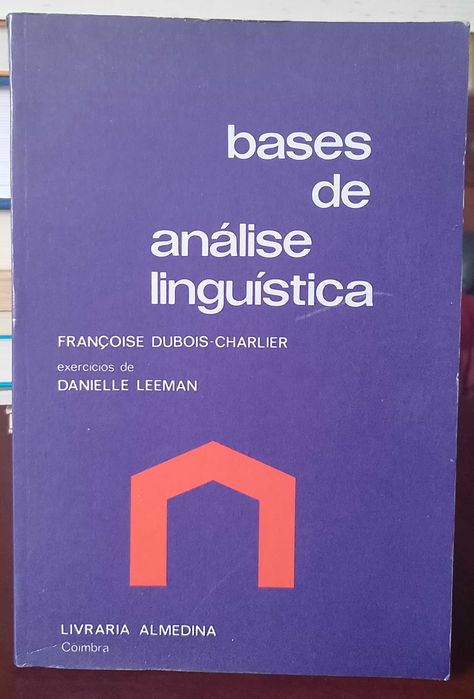 bases
de
análise
linguística
FRANÇOISE DUBOIS-CHARLIER
exercícios de
DANIELLE LEEMAN
LIVRARIA ALMEDINA
Coimbra